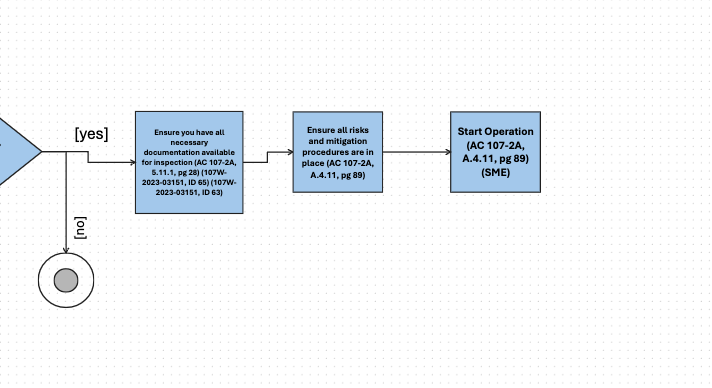 [yes]
Ensure you have all
necessary
documentation available
for inspection (AC 107-2A,
5.11.1, pg 28) (107W-
2023-03151, ID 65) (107W-
2023-03151, ID 63)
Ensure all risks
and mitigation
procedures are in
place (AC 107-2A,
A.4.11, pg 89)
Start Operation
(AC 107-2A,
A.4.11, pg 89)
(SME)
[no]